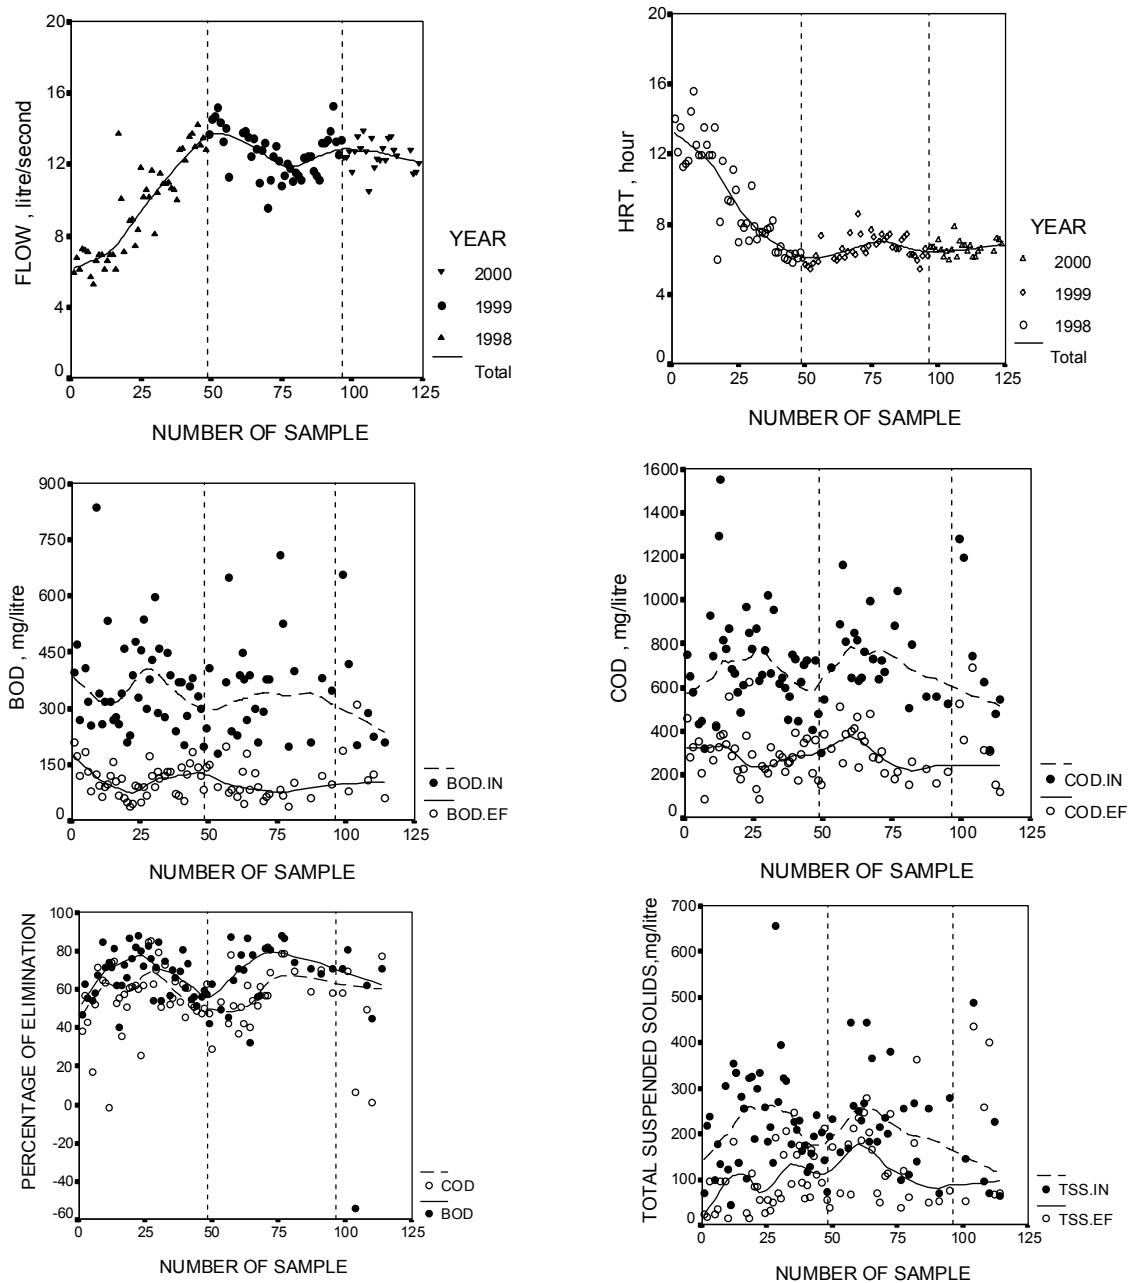 20
16
12
8
4
0
FLOW , litre/second
0 25 50 75 100 125
NUMBER OF SAMPLE
YEAR
2000
1999
1998
Total
20
16
12
8
4
0
HRT , hour
0 25 50 75 100 125
NUMBER OF SAMPLE
YEAR
2000
1999
1998
Total
900
750
600
450
300
150
0
BOD , mg/litre
0 25 50 75 100 125
NUMBER OF SAMPLE
BOD.IN
BOD.EF
1600
1400
1200
1000
800
600
400
200
0
COD , mg/litre
0 25 50 75 100 125
NUMBER OF SAMPLE
COD.IN
COD.EF
100
80
60
40
20
0
-20
-40
-60
PERCENTAGE OF ELIMINATION
0 25 50 75 100 125
NUMBER OF SAMPLE
COD
BOD
700
600
500
400
300
200
100
0
TOTAL SUSPENDED SOLIDS,mg/litre
0 25 50 75 100 125
NUMBER OF SAMPLE
TSS.IN
TSS.EF